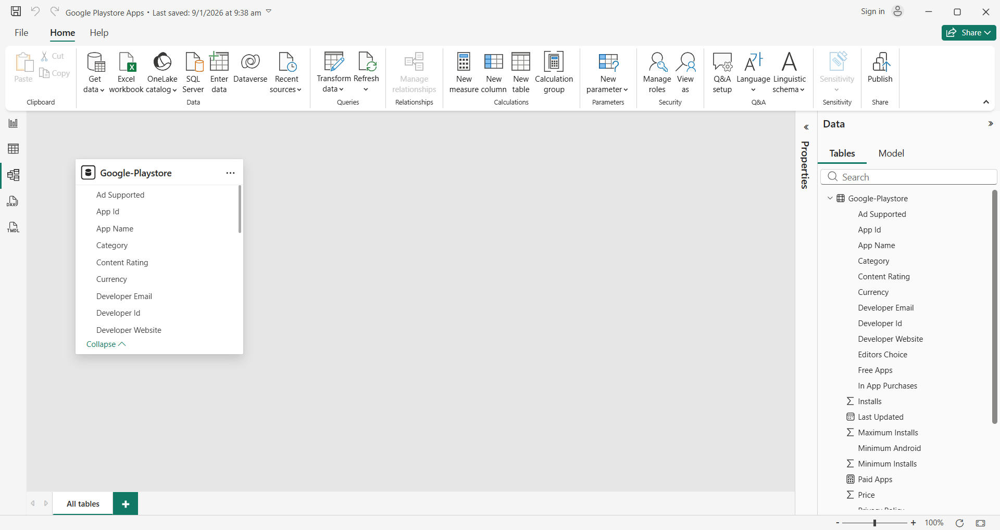 Google Playstore Apps • Last saved: 9/1/2026 at 9:38 am
Sign in
File
Home
Help
Share
Paste
Cut
Copy
Clipboard
Get data
Excel workbook
OneLake catalog
SQL Server
Enter data
Dataverse
Recent sources
Data
Transform data
Refresh
Queries
Manage relationships
Relationships
New measure
New column
New table
Calculation group
Calculations
New parameter
Parameters
Manage roles
View as
Security
Q&A setup
Language
Linguistic schema
Q&A
Sensitivity
Sensitivity
Publish
Share
DAX
TMDL
Google-Playstore
Ad Supported
App Id
App Name
Category
Content Rating
Currency
Developer Email
Developer Id
Developer Website
Collapse
Properties
Data
Tables
Model
Search
Google-Playstore
Ad Supported
App Id
App Name
Category
Content Rating
Currency
Developer Email
Developer Id
Developer Website
Editors Choice
Free Apps
In App Purchases
Installs
Last Updated
Maximum Installs
Minimum Android
Minimum Installs
Paid Apps
Price
Privacy Policy
All tables
100%